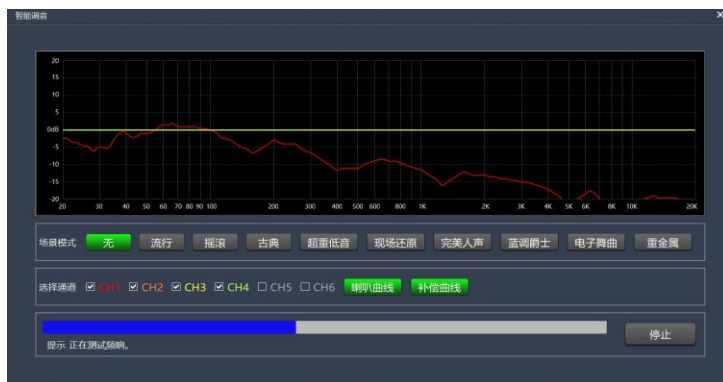 智能调音
20
15
10
5
0dB
-5
-10
-15
-20
20 30 40 50 60 70 80 90 100 200 300 400 500 600 800 1K 2K 3K 4K 5K 6K 8K 10K 20K
场景模式 无 流行 摇滚 古典 超重低音 现场还原 完美人声 蓝调爵士 电子舞曲 重金属
选择通道 CH1 CH2 CH3 CH4 CH5 CH6 喇叭曲线 补偿曲线
提示 正在测试频响。
停止